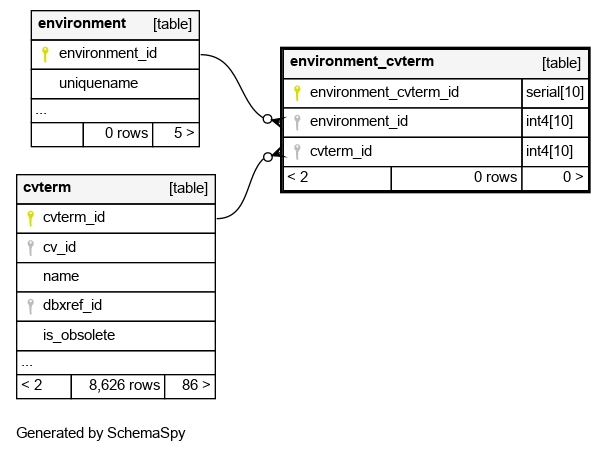 environment [table]
environment_id
uniquename
...
0 rows 5 >
environment_cvterm [table]
environment_cvterm_id serial[10]
environment_id int4[10]
cvterm_id int4[10]
< 2 0 rows 0 >
cvterm [table]
cvterm_id
cv_id
name
dbxref_id
is_obsolete
...
< 2 8,626 rows 86 >
Generated by SchemaSpy